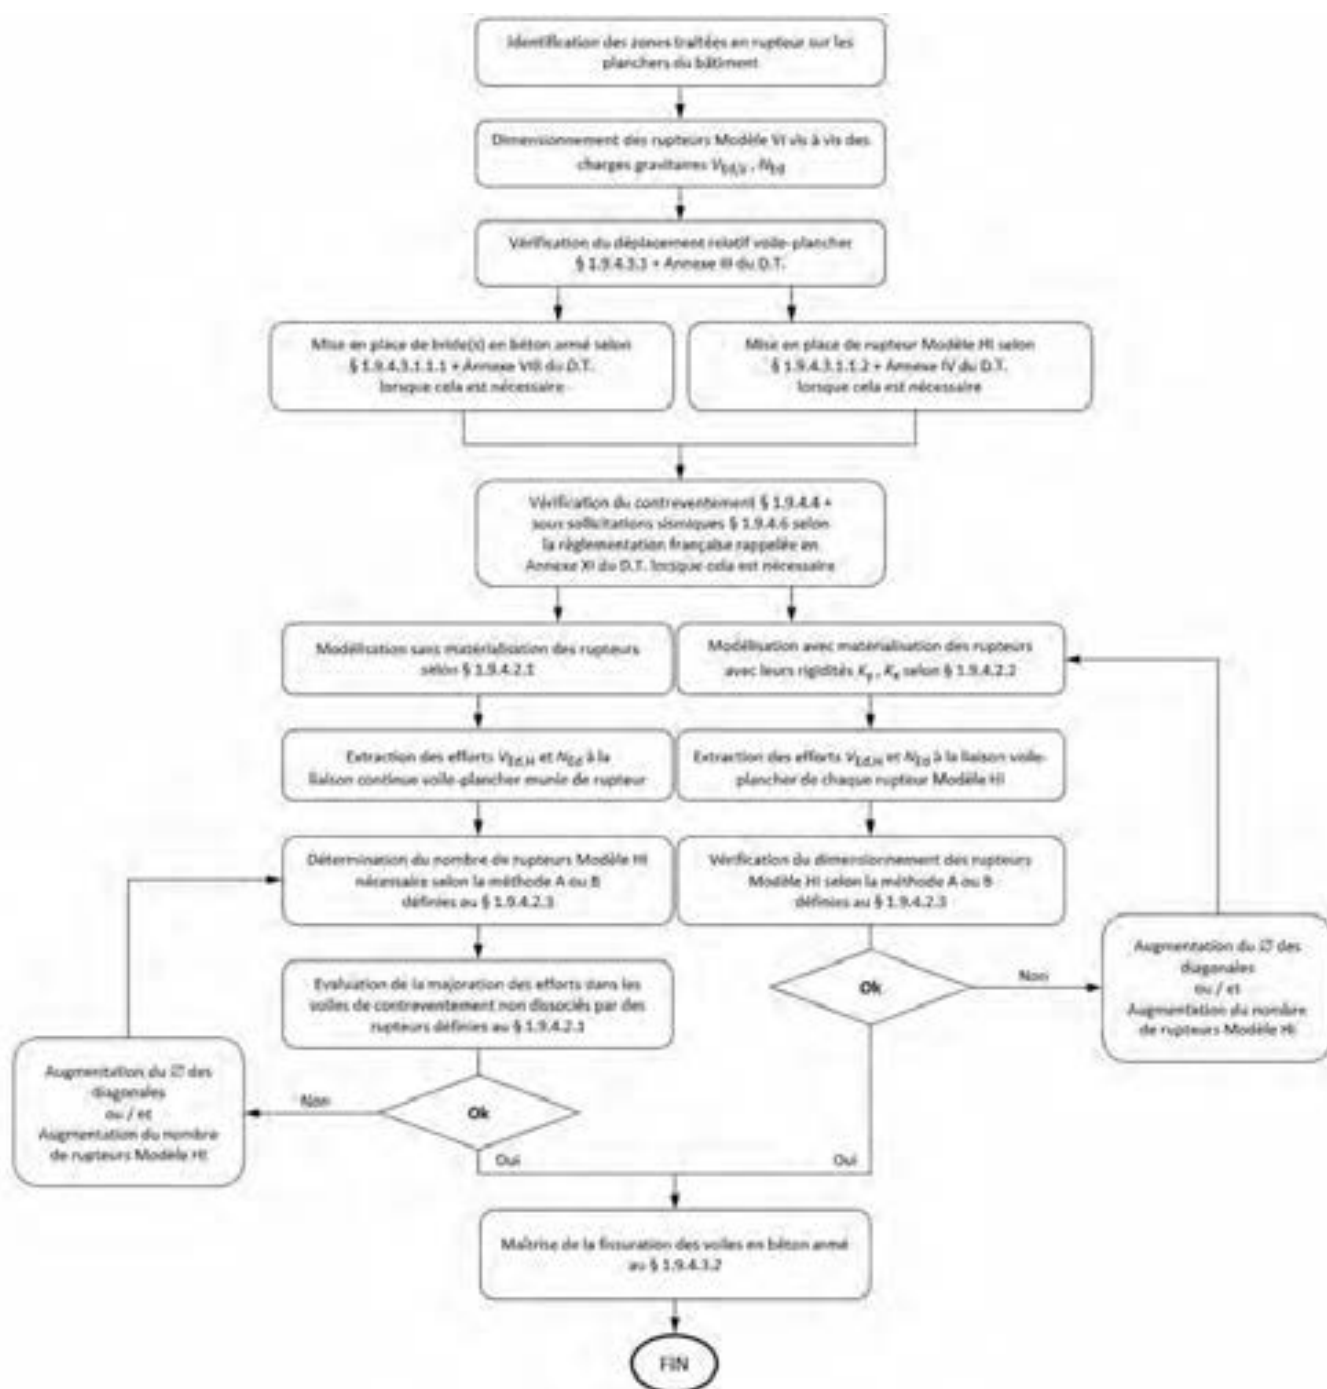 Identification des zones traitées en rupteur sur les
planchers du bâtiment
Dimensionnement des rupteurs Modèle VI vis à vis des
charges gravitaires V_Ed,V , N_Ed
Vérification du déplacement relatif voile-plancher
§ 1.9.4.3.1 + Annexe III du D.T.
Mise en place de bride(s) en béton armé selon
§ 1.9.4.3.1.1.1 + Annexe VIII du D.T.
lorsque cela est nécessaire
Mise en place de rupteur Modèle HI selon
§ 1.9.4.3.1.1.2 + Annexe IV du D.T.
lorsque cela est nécessaire
Vérification du contreventement § 1.9.4.4 +
sous sollicitations sismiques § 1.9.4.6 selon
la règlementation française rappelée en
Annexe XI du D.T. lorsque cela est nécessaire
Modélisation sans matérialisation des rupteurs
selon § 1.9.4.2.1
Modélisation avec matérialisation des rupteurs
avec leurs rigidités K_y , K_x selon § 1.9.4.2.2
Extraction des efforts V_Ed,H et N_Ed à la
liaison continue voile-plancher munie de rupteur
Extraction des efforts V_Ed,H et N_Ed à la liaison voile-
plancher de chaque rupteur Modèle HI
Détermination du nombre de rupteurs Modèle HI
nécessaire selon la méthode A ou B
définies au § 1.9.4.2.3
Vérification du dimensionnement des rupteurs
Modèle HI selon la méthode A ou B
définies au § 1.9.4.2.3
Evaluation de la majoration des efforts dans les
voiles de contreventement non dissociés par des
rupteurs définies au § 1.9.4.2.1
Ok
Non
Augmentation du ∅ des
diagonales
ou / et
Augmentation du nombre
de rupteurs Modèle HI
Augmentation du ∅ des
diagonales
ou / et
Augmentation du nombre
de rupteurs Modèle HI
Non
Ok
Oui
Oui
Maîtrise de la fissuration des voiles en béton armé
au § 1.9.4.3.2
FIN